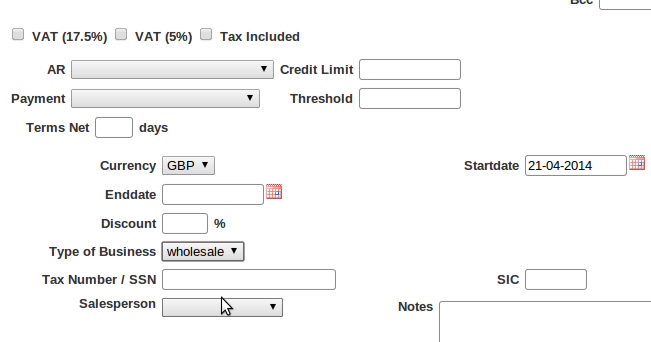 Bcc
VAT (17.5%) VAT (5%) Tax Included
AR Credit Limit
Payment Threshold
Terms Net days
Currency GBP Startdate 21-04-2014
Enddate
Discount %
Type of Business wholesale
Tax Number / SSN SIC
Salesperson Notes